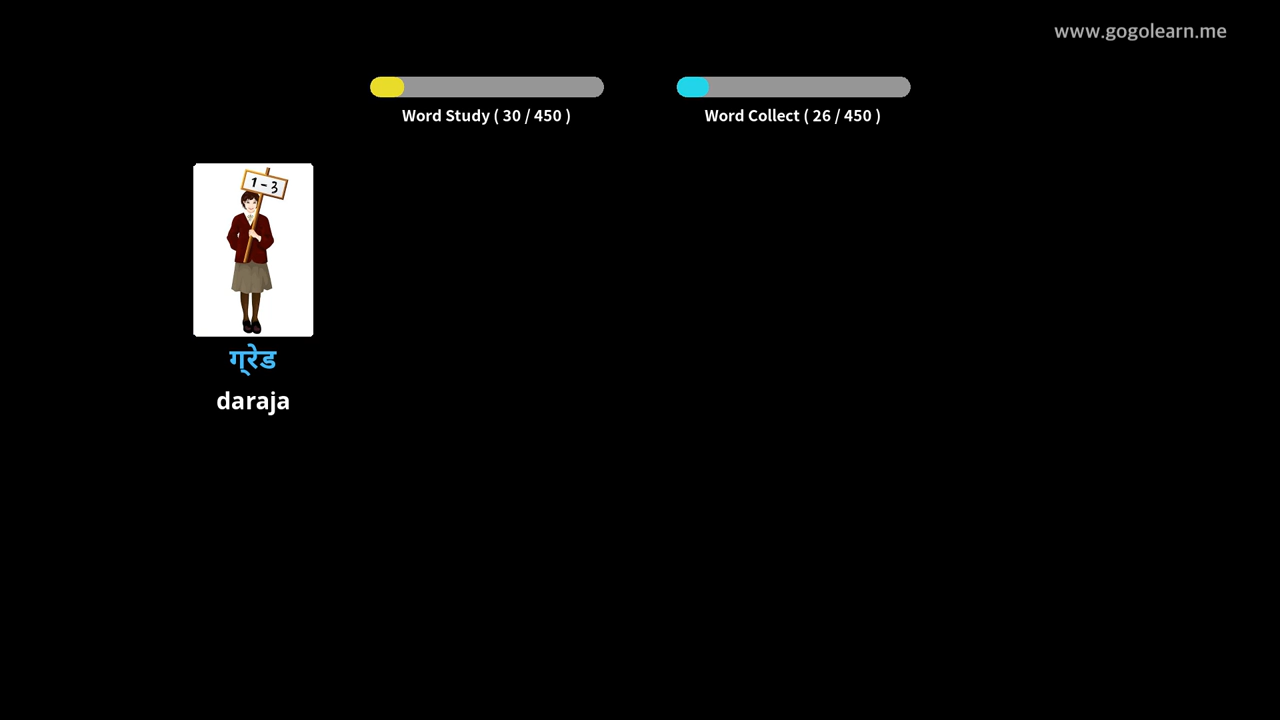 www.gogolearn.me
Word Study ( 30 / 450 )
Word Collect ( 26 / 450 )
1 - 3
ग्रेड
daraja